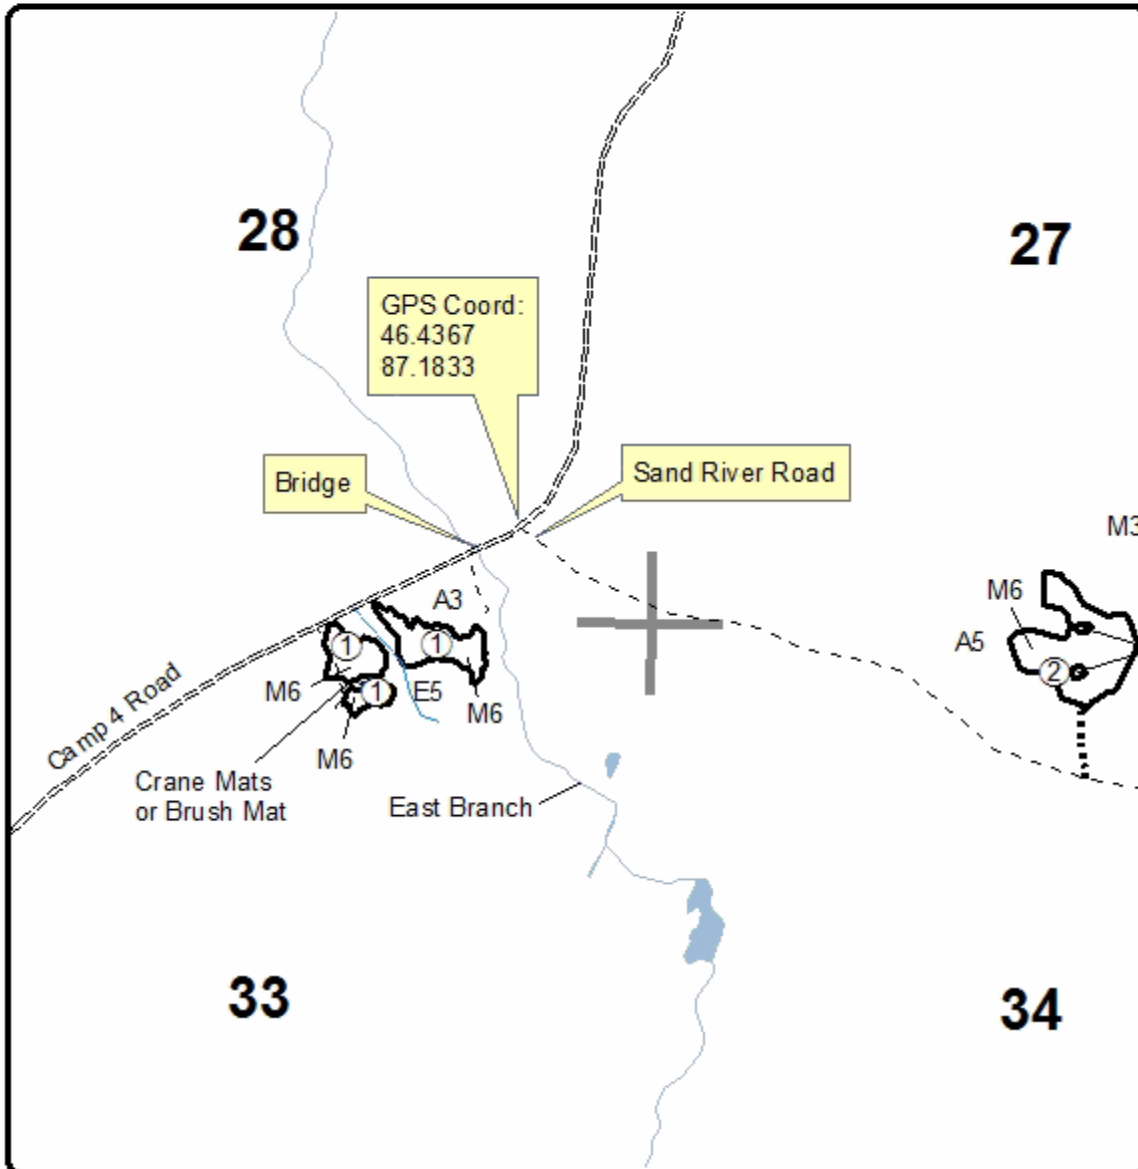 28
27
GPS Coord:
46.4367
87.1833
Bridge
Sand River Road
M3
A3
M6
A5
1
1
2
M6
1
E5
M6
M6
Camp 4 Road
Crane Mats
or Brush Mat
East Branch
33
34